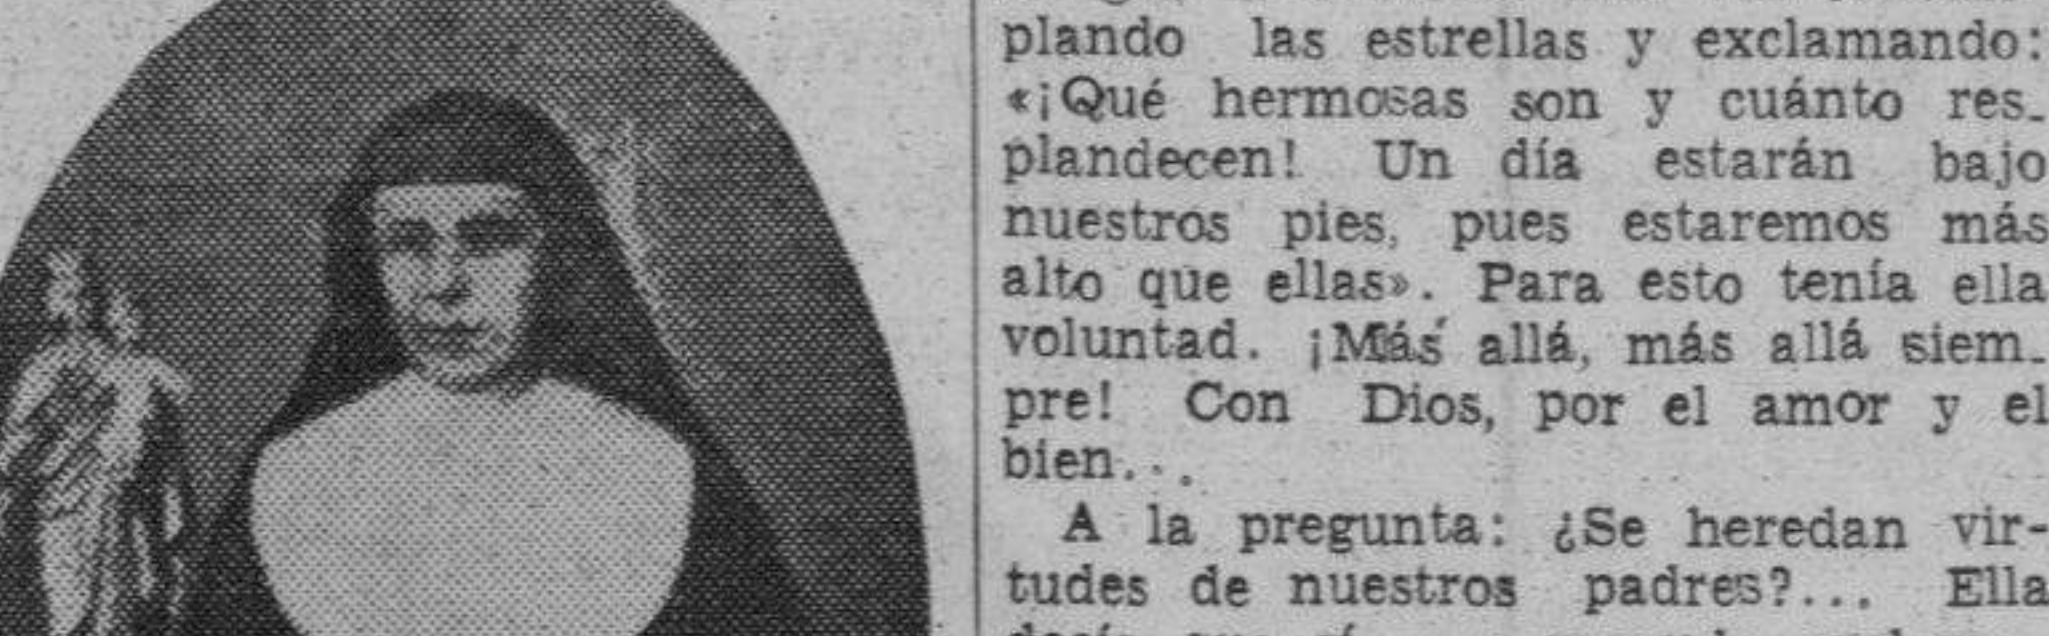 plando las estrellas y exclamando:
«¡Qué hermosas son y cuánto res-
plandecen! Un día estarán bajo
nuestros pies, pues estaremos más
alto que ellas». Para esto tenía ella
voluntad. ¡Más allá, más allá siem-
pre! Con Dios, por el amor y el
bien...
A la pregunta: ¿Se heredan vir-
tudes de nuestros padres?... Ella